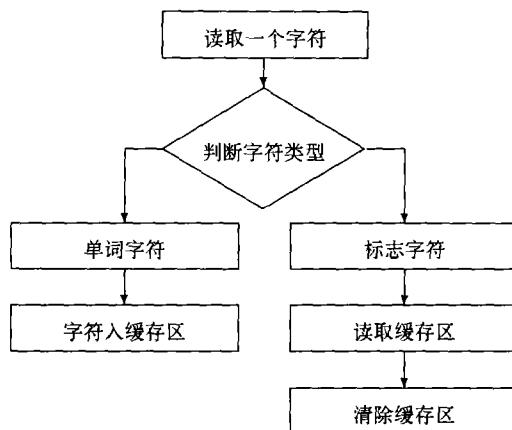 读取一个字符
判断字符类型
单词字符
标志字符
字符入缓存区
读取缓存区
清除缓存区